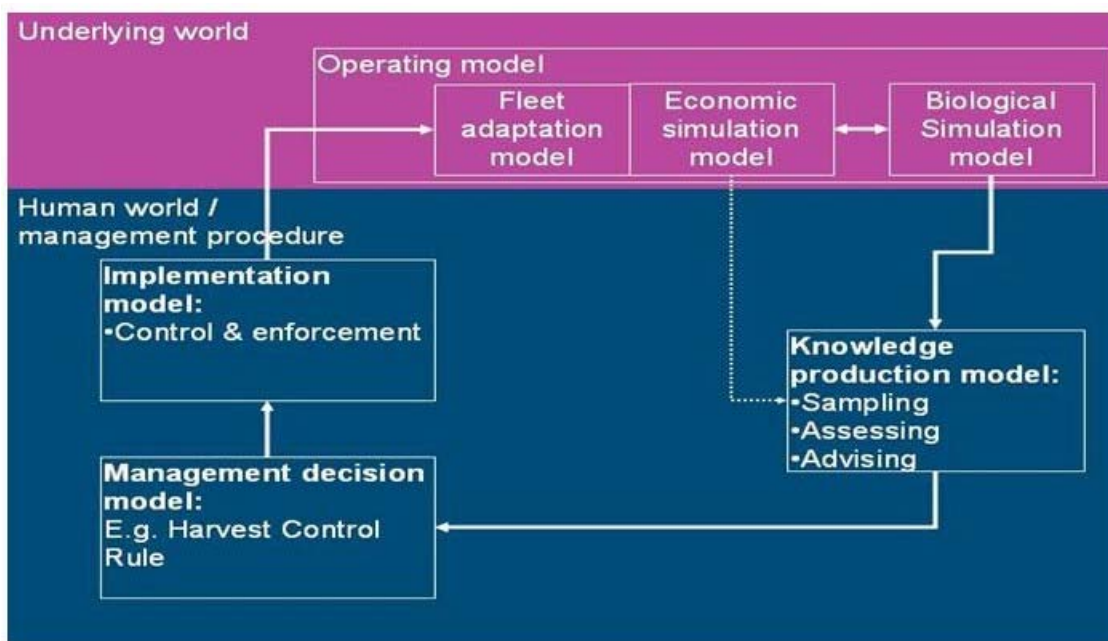 Underlying world
Operating model
Fleet
adaptation
model
Economic
simulation
model
Biological
Simulation
model
Human world /
management procedure
Implementation
model:
•Control & enforcement
Knowledge
production model:
•Sampling
•Assessing
•Advising
Management decision
model:
E.g. Harvest Control
Rule